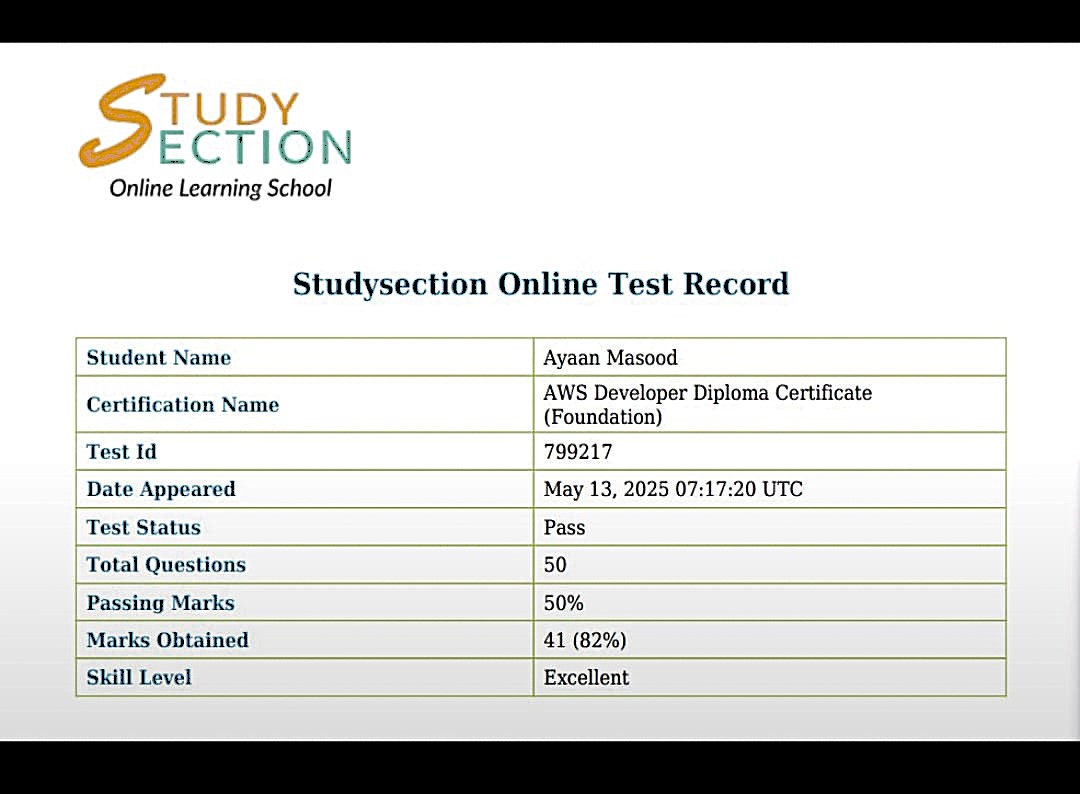 STUDY
SECTION
Online Learning School
Studysection Online Test Record
Student Name Ayaan Masood
Certification Name AWS Developer Diploma Certificate
(Foundation)
Test Id 799217
Date Appeared May 13, 2025 07:17:20 UTC
Test Status Pass
Total Questions 50
Passing Marks 50%
Marks Obtained 41 (82%)
Skill Level Excellent